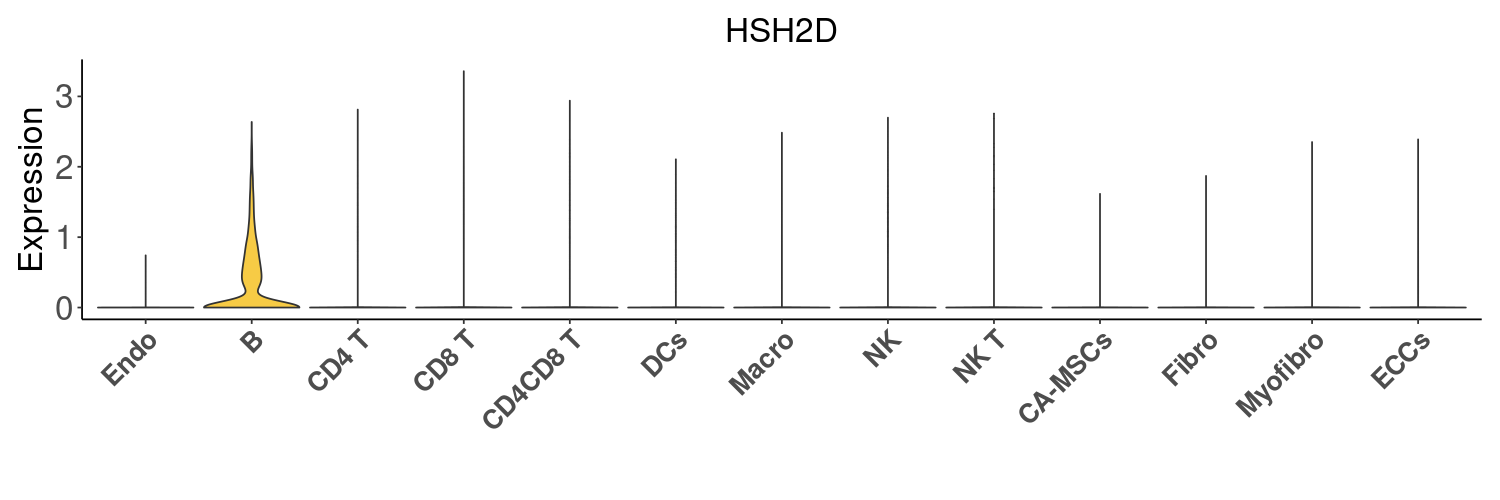 HSH2D
Expression
3
2
1
0
Endo
B
CD4 T
CD8 T
CD4CD8 T
DCs
Macro
NK
NK T
CA-MSCs
Fibro
Myofibro
ECCs